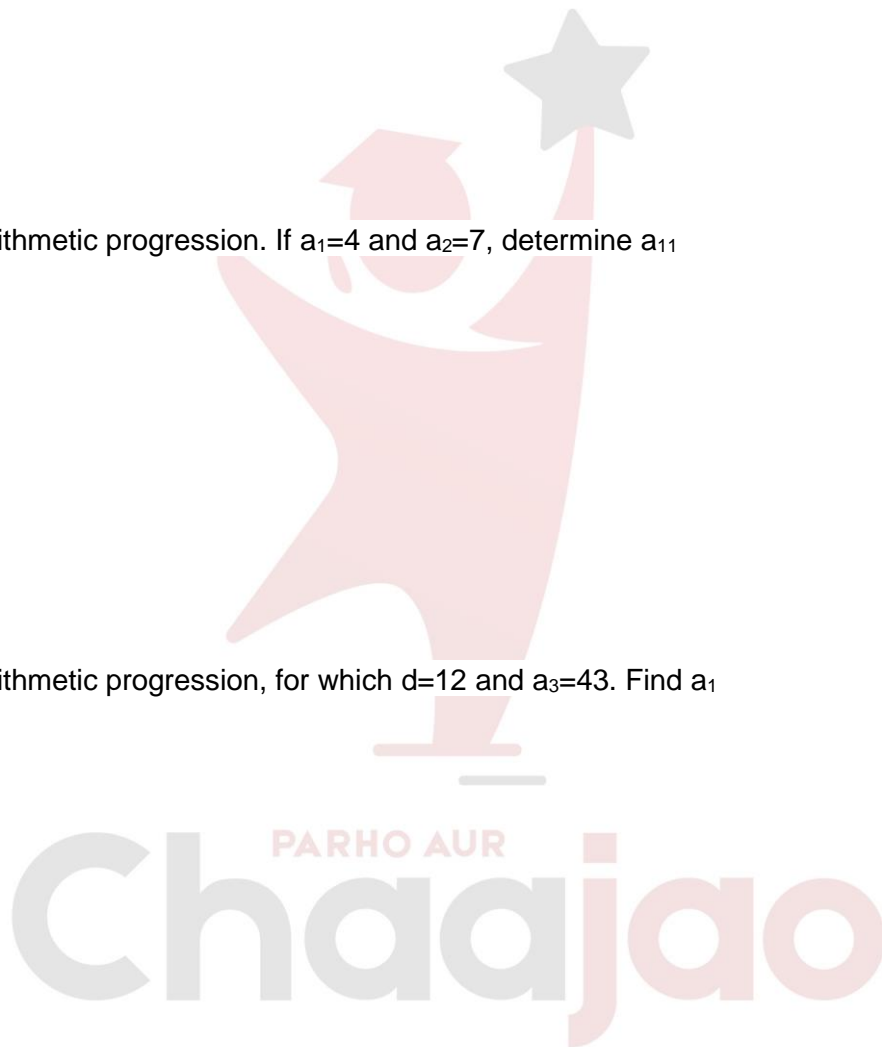 ithmetic progression. If a₁=4 and a₂=7, determine a₁₁
ithmetic progression, for which d=12 and a₃=43. Find a₁
PARHO AUR
Chaajao